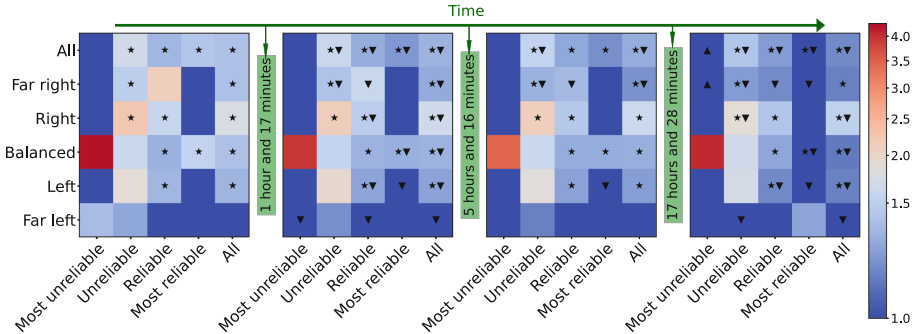 Time
All
Far right
Right
Balanced
Left
Far left
1 hour and 17 minutes
5 hours and 16 minutes
17 hours and 28 minutes
4.0
3.5
3.0
2.5
2.0
1.5
1.0
Most unreliable
Unreliable
Reliable
Most reliable
All
Most unreliable
Unreliable
Reliable
Most reliable
All
Most unreliable
Unreliable
Reliable
Most reliable
All
Most unreliable
Unreliable
Reliable
Most reliable
All